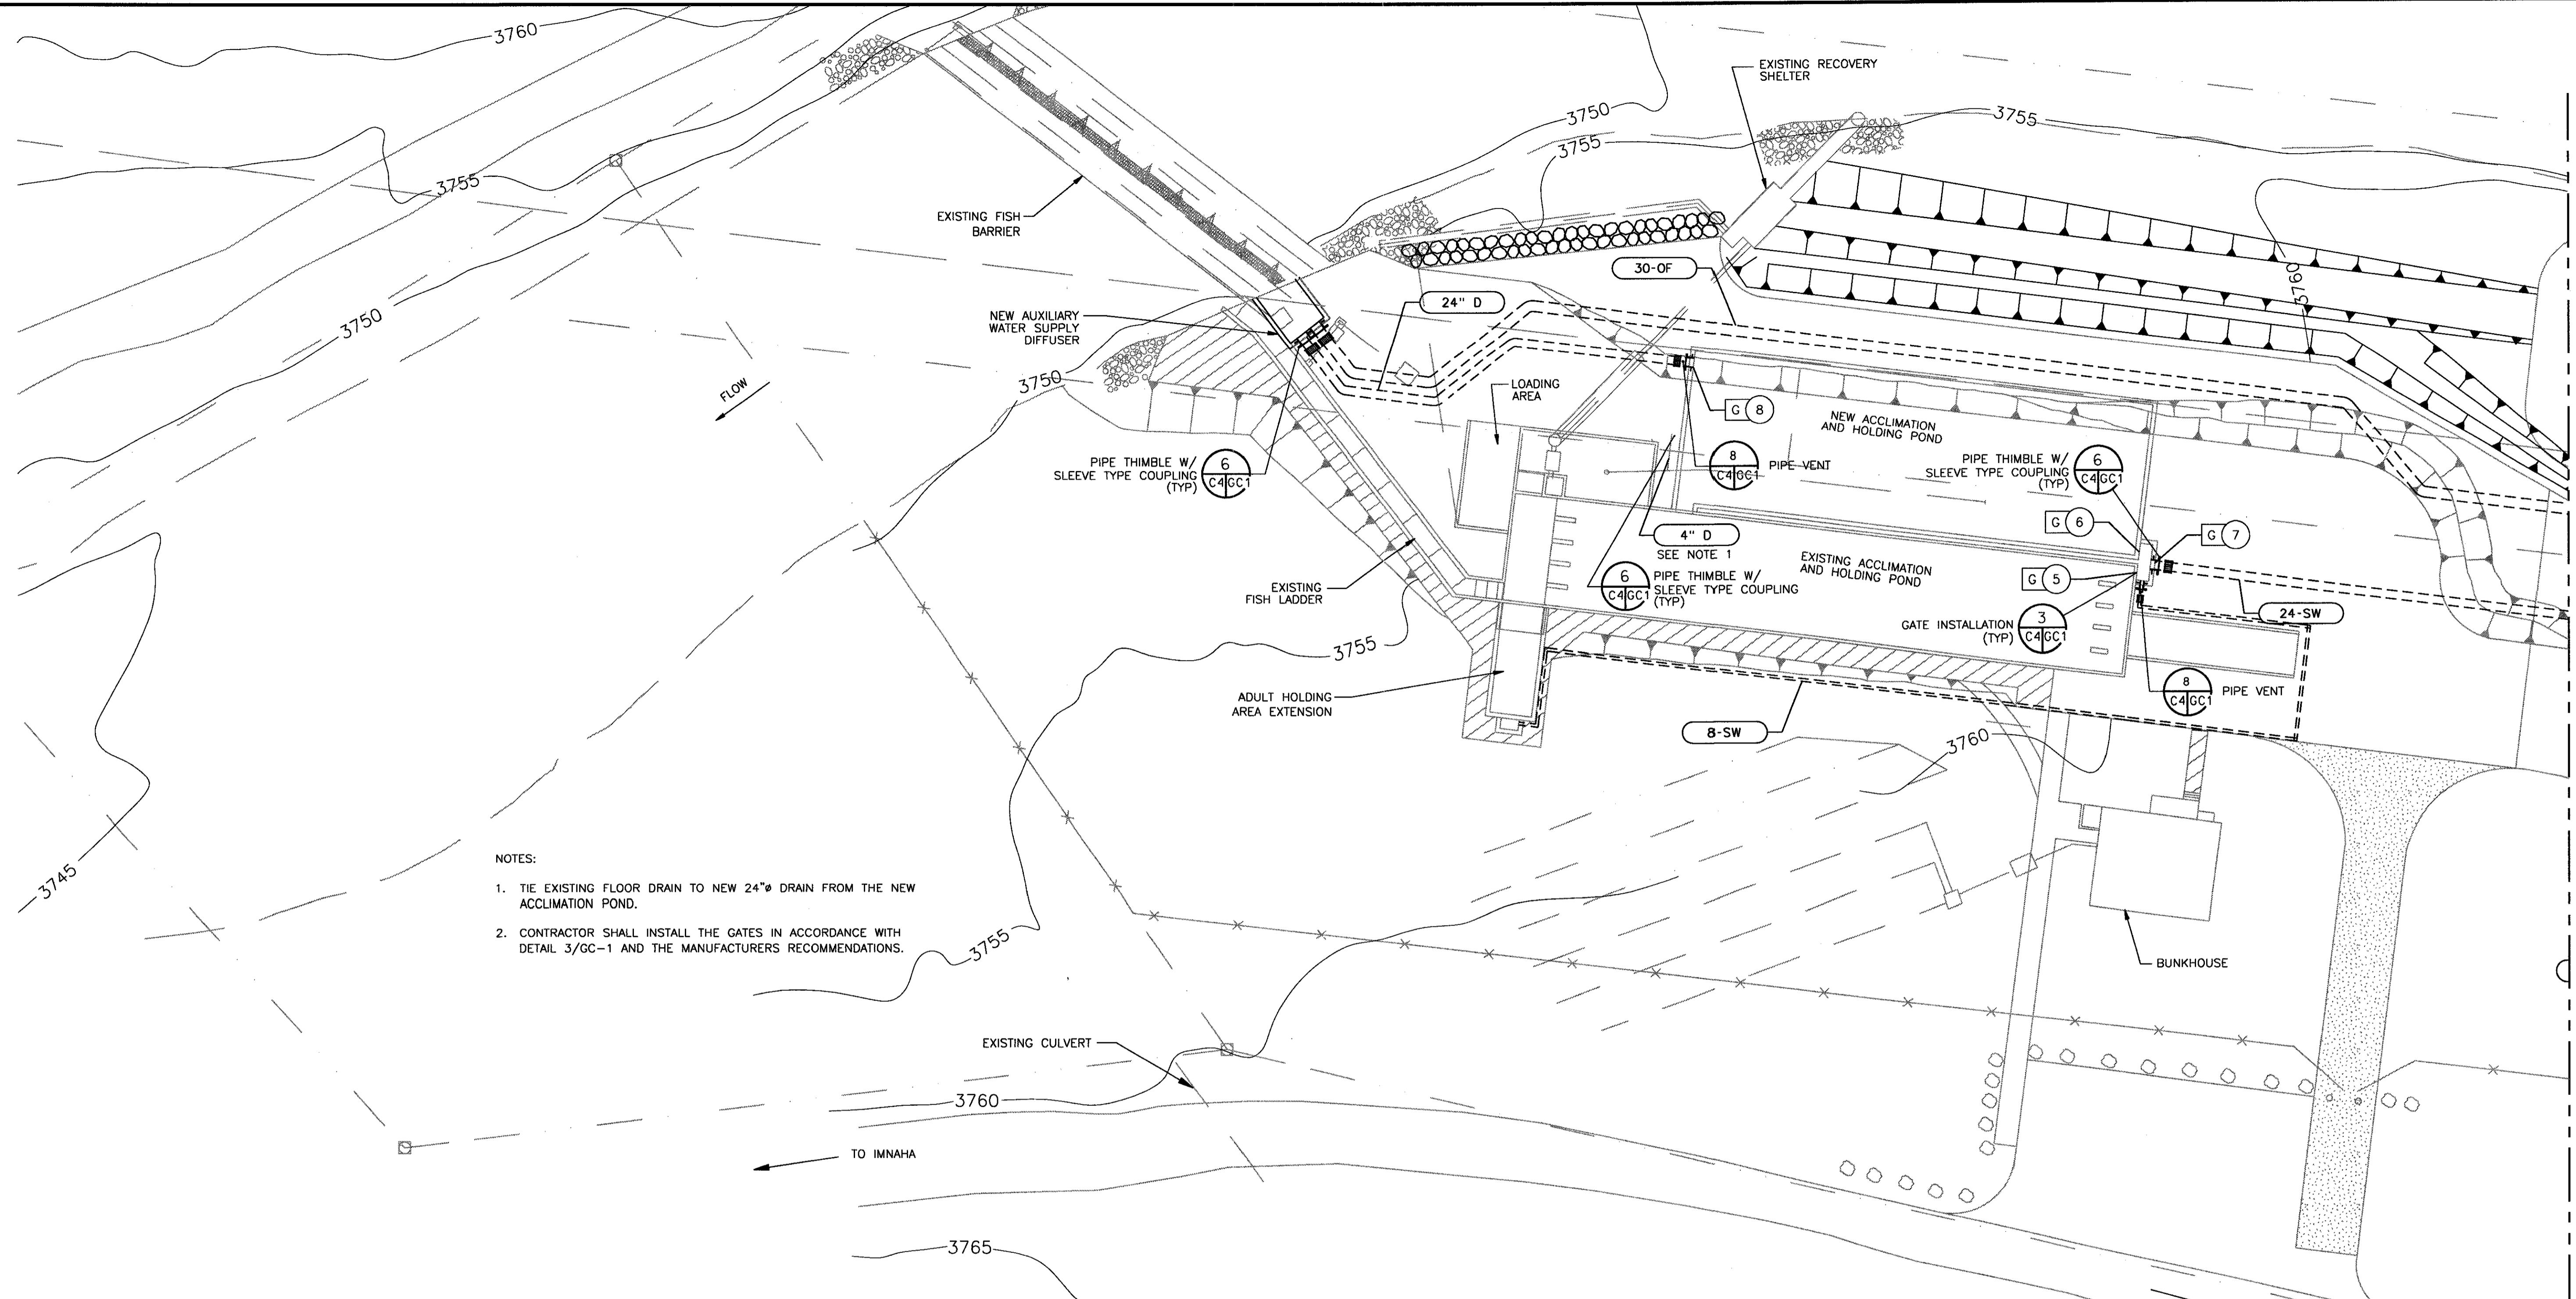 3760
EXISTING RECOVERY
SHELTER
3750
3755
3755
3755
EXISTING FISH
BARRIER
30-OF
24" D
3760
NEW AUXILIARY
WATER SUPPLY
DIFFUSER
3750
3750
FLOW
LOADING
AREA
G 8
NEW ACCLIMATION
AND HOLDING POND
PIPE THIMBLE W/
SLEEVE TYPE COUPLING
(TYP)
6
C4 GC1
8
C4 GC1
PIPE VENT
PIPE THIMBLE W/
SLEEVE TYPE COUPLING
(TYP)
6
C4 GC1
G 6
G 7
4" D
SEE NOTE 1
EXISTING ACCLIMATION
AND HOLDING POND
G 5
6
C4 GC1
PIPE THIMBLE W/
SLEEVE TYPE COUPLING
(TYP)
EXISTING
FISH LADDER
24-SW
GATE INSTALLATION
(TYP)
3
C4 GC1
3755
ADULT HOLDING
AREA EXTENSION
8
C4 GC1
PIPE VENT
8-SW
3760
3745
NOTES:
1. TIE EXISTING FLOOR DRAIN TO NEW 24"ø DRAIN FROM THE NEW
ACCLIMATION POND.
2. CONTRACTOR SHALL INSTALL THE GATES IN ACCORDANCE WITH
DETAIL 3/GC-1 AND THE MANUFACTURERS RECOMMENDATIONS.
3755
BUNKHOUSE
EXISTING CULVERT
3760
TO IMNAHA
3765